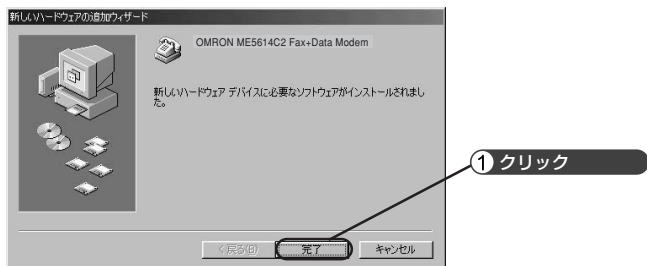 新しいハードウェアの追加ウィザード
OMRON ME5614C2 Fax+Data Modem
新しいハードウェア デバイスに必要なソフトウェアがインストールされまし
た。
① クリック
< 戻る(B)
完了
キャンセル